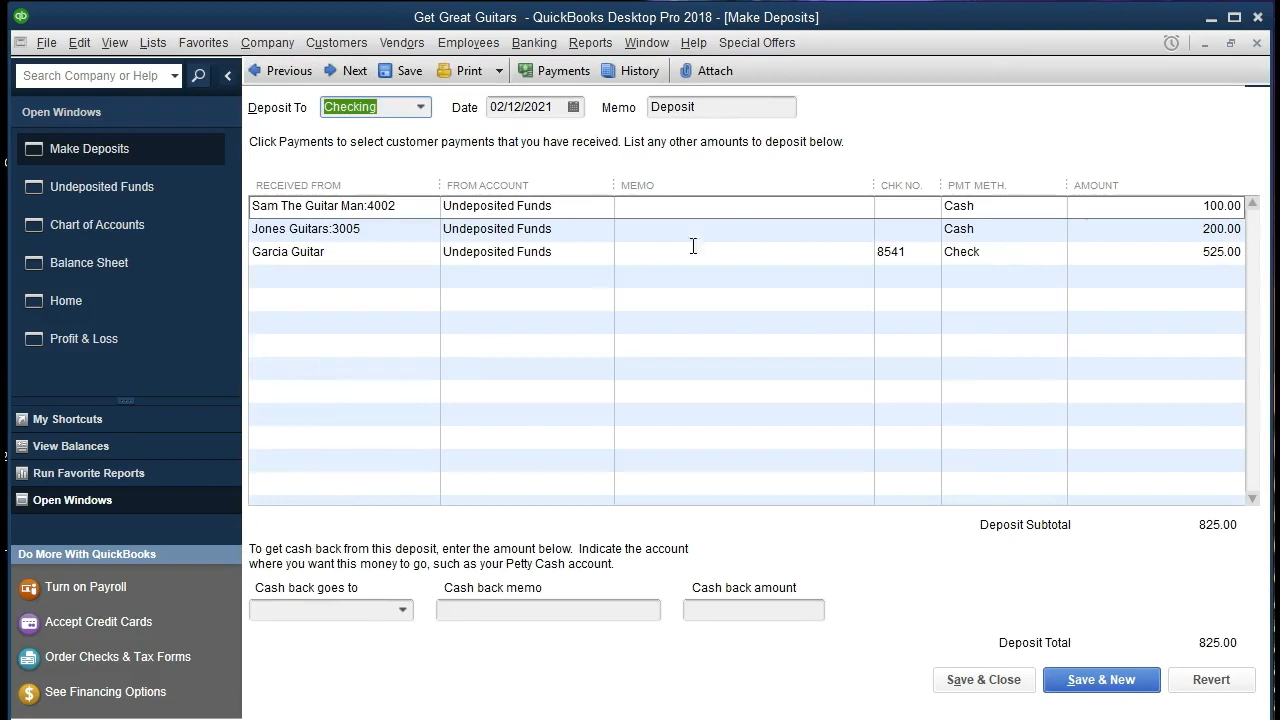 Get Great Guitars - QuickBooks Desktop Pro 2018 - [Make Deposits]
File Edit View Lists Favorites Company Customers Vendors Employees Banking Reports Window Help Special Offers
Search Company or Help
Previous Next Save Print Payments History Attach
Open Windows
Make Deposits
Undeposited Funds
Chart of Accounts
Balance Sheet
Home
Profit & Loss
My Shortcuts
View Balances
Run Favorite Reports
Open Windows
Do More With QuickBooks
Turn on Payroll
Accept Credit Cards
Order Checks & Tax Forms
See Financing Options
Deposit To Checking Date 02/12/2021 Memo Deposit
Click Payments to select customer payments that you have received. List any other amounts to deposit below.
RECEIVED FROM FROM ACCOUNT MEMO CHK NO. PMT METH. AMOUNT
Sam The Guitar Man:4002 Undeposited Funds Cash 100.00
Jones Guitars:3005 Undeposited Funds Cash 200.00
Garcia Guitar Undeposited Funds 8541 Check 525.00
Deposit Subtotal 825.00
To get cash back from this deposit, enter the amount below. Indicate the account
where you want this money to go, such as your Petty Cash account.
Cash back goes to Cash back memo Cash back amount
Deposit Total 825.00
Save & Close Save & New Revert